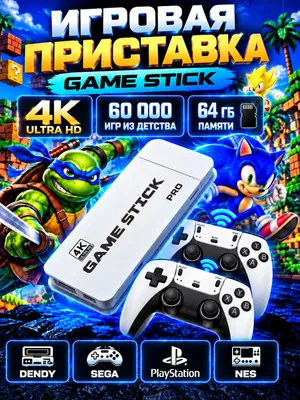 ИГРОВАЯ
ПРИСТАВКА
GAME STICK
4K
ULTRA HD
60 000
ИГР ИЗ ДЕТСТВА
64 ГБ
ПАМЯТИ
?
GAME STICK
PRO
4K
DENDY
SEGA
PlayStation
NES